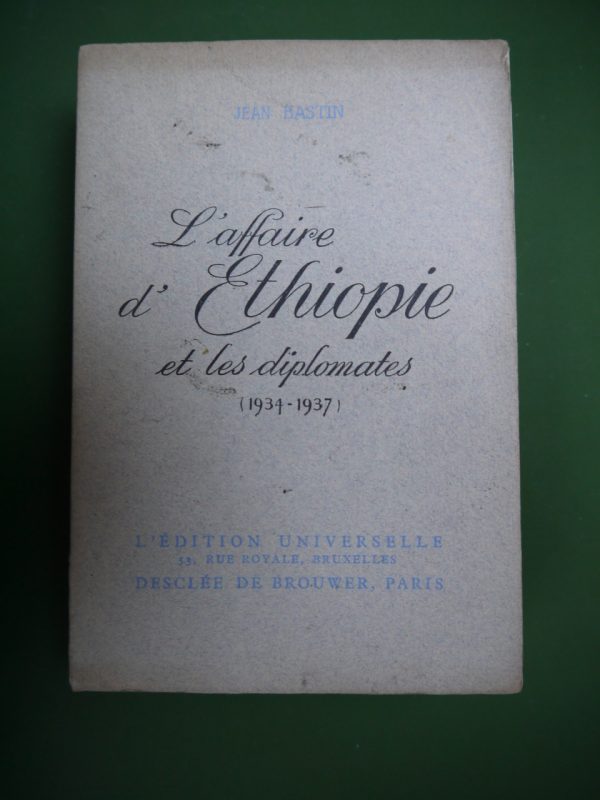 JEAN BASTIN
L'affaire
d'Ethiopie
et les diplomates
(1934-1937)
L'ÉDITION UNIVERSELLE
53, RUE ROYALE, BRUXELLES
DESCLÉE DE BROUWER, PARIS